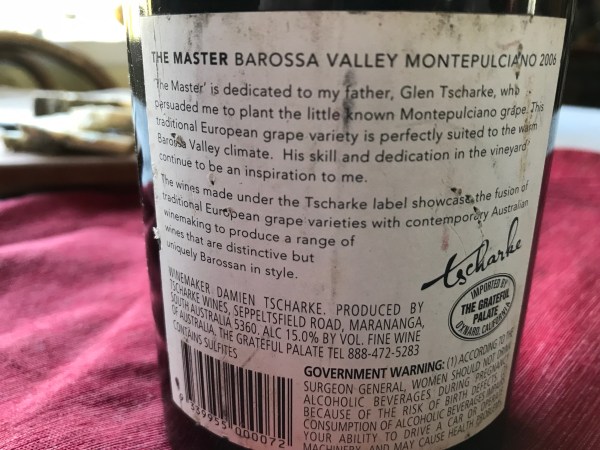 THE MASTER BAROSSA VALLEY MONTEPULCIANO 2006
'The Master' is dedicated to my father, Glen Tscharke, who
persuaded me to plant the little known Montepulciano grape. This
traditional European grape variety is perfectly suited to the warm
Barossa Valley climate. His skill and dedication in the vineyard
continue to be an inspiration to me.
The wines made under the Tscharke label showcase the fusion of
traditional European grape varieties with contemporary Australian
winemaking to produce a range of
wines that are distinctive but
uniquely Barossan in style.
tscharke
WINEMAKER DAMIEN TSCHARKE. PRODUCED BY
TSCHARKE WINES, SEPPELTSFIELD ROAD, MARANANGA,
SOUTH AUSTRALIA 5360. ALC 15.0% BY VOL. FINE WINE
OF AUSTRALIA. THE GRATEFUL PALATE TEL 888-472-5283
CONTAINS SULFITES
IMPORTED BY
THE GRATEFUL
PALATE
OXNARD, CALIFORNIA
9 339955 000072
GOVERNMENT WARNING: (1) ACCORDING TO THE
SURGEON GENERAL, WOMEN SHOULD NOT DRINK
ALCOHOLIC BEVERAGES DURING PREGNANCY
BECAUSE OF THE RISK OF BIRTH DEFECTS.
CONSUMPTION OF ALCOHOLIC BEVERAGES
YOUR ABILITY TO DRIVE A CAR OR
MACHINERY, AND MAY CAUSE HEALTH PROBLEMS